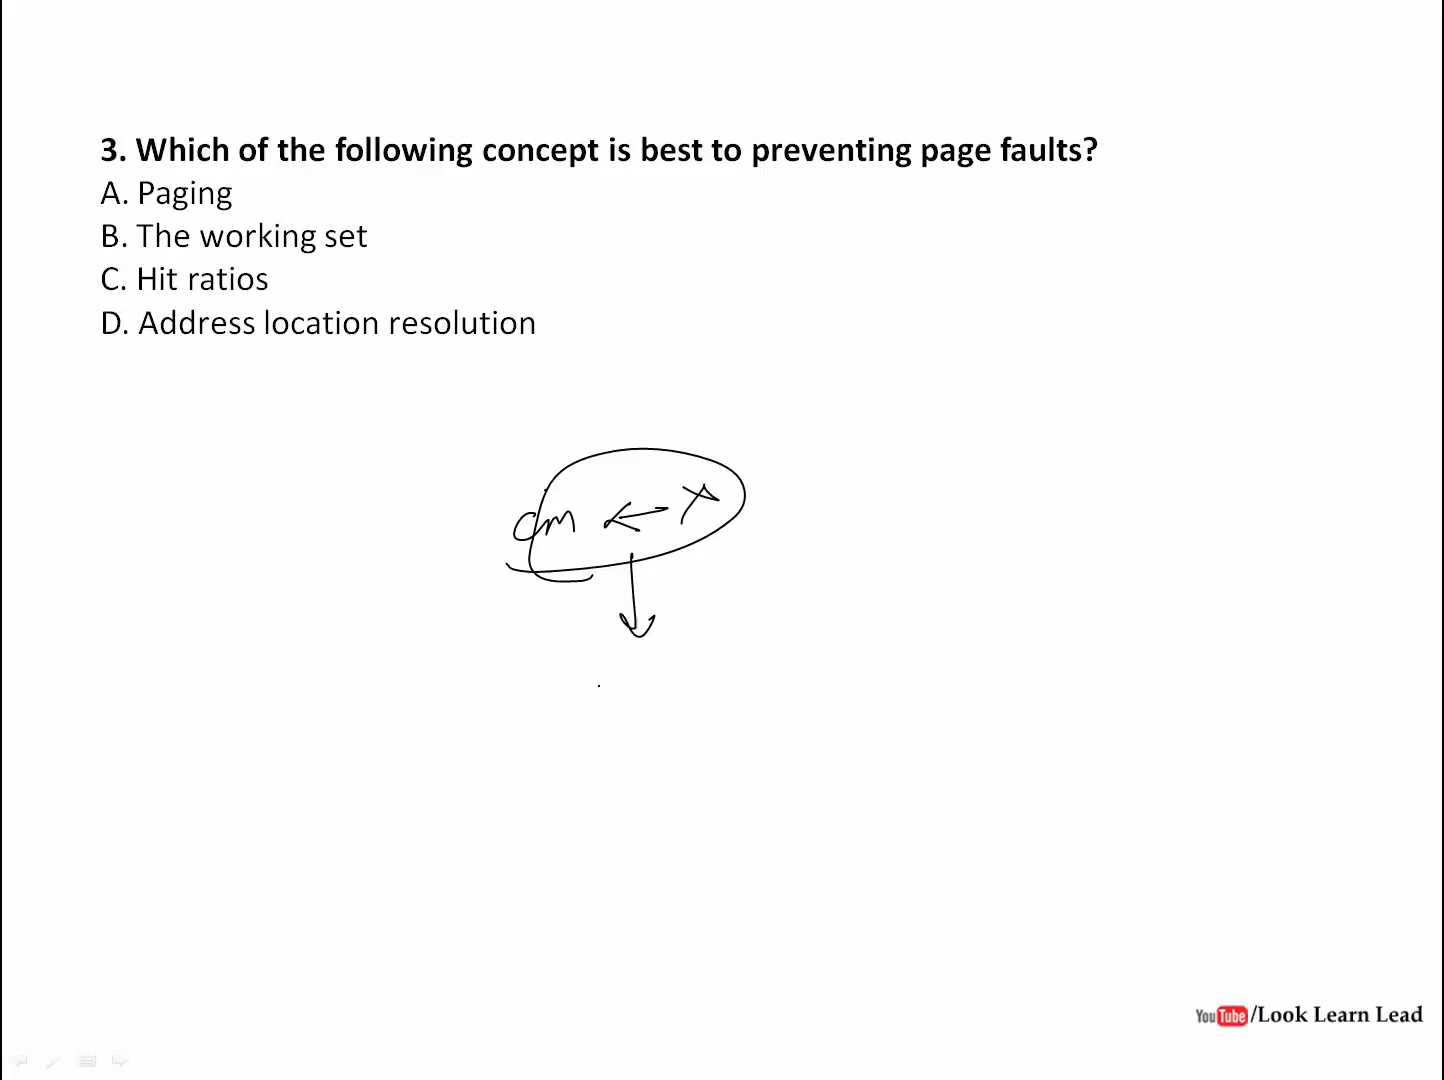 3. Which of the following concept is best to preventing page faults?
A. Paging
B. The working set
C. Hit ratios
D. Address location resolution
YouTube/Look Learn Lead